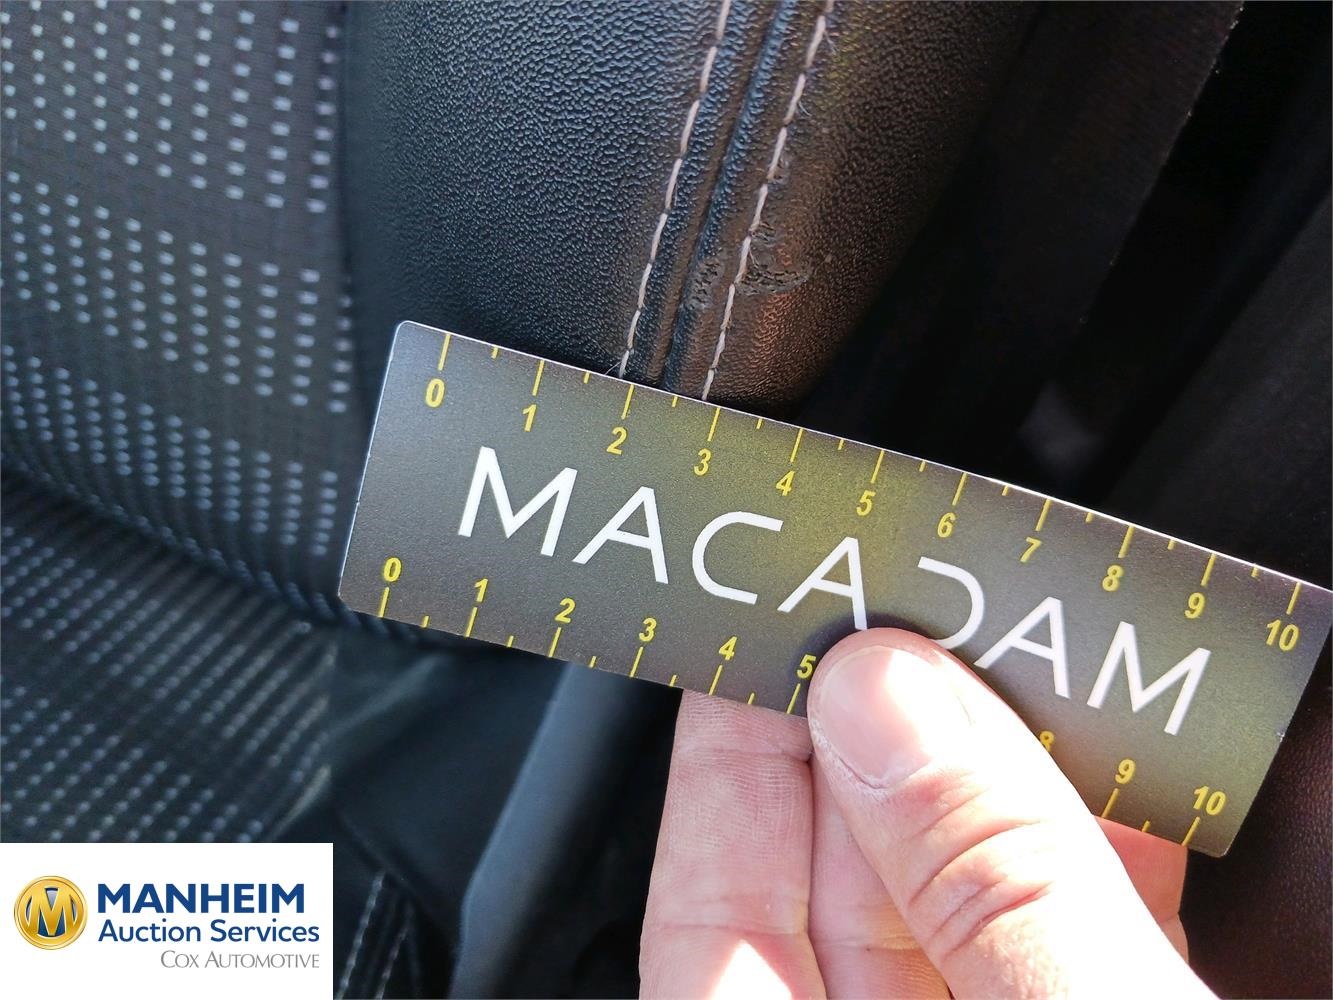 0 1 2 3 4 5 6 7 8 9 10
MACADAM
0 1 2 3 4 5 8 9 10
MANHEIM
Auction Services
COX AUTOMOTIVE